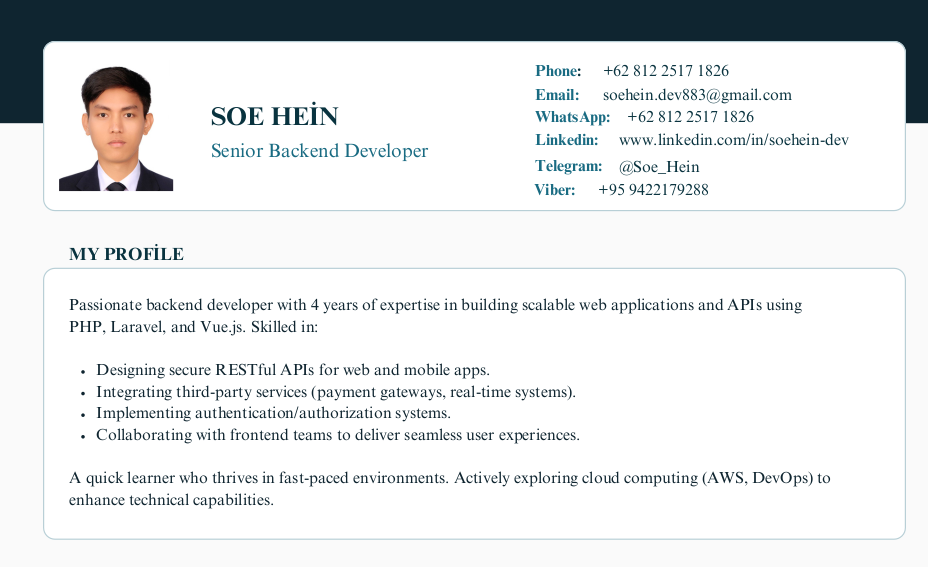 SOE HEİN
Senior Backend Developer
Phone: +62 812 2517 1826
Email: soehein.dev883@gmail.com
WhatsApp: +62 812 2517 1826
Linkedin: www.linkedin.com/in/soehein-dev
Telegram: @Soe_Hein
Viber: +95 9422179288
MY PROFİLE
Passionate backend developer with 4 years of expertise in building scalable web applications and APIs using
PHP, Laravel, and Vue.js. Skilled in:
• Designing secure RESTful APIs for web and mobile apps.
• Integrating third-party services (payment gateways, real-time systems).
• Implementing authentication/authorization systems.
• Collaborating with frontend teams to deliver seamless user experiences.
A quick learner who thrives in fast-paced environments. Actively exploring cloud computing (AWS, DevOps) to
enhance technical capabilities.